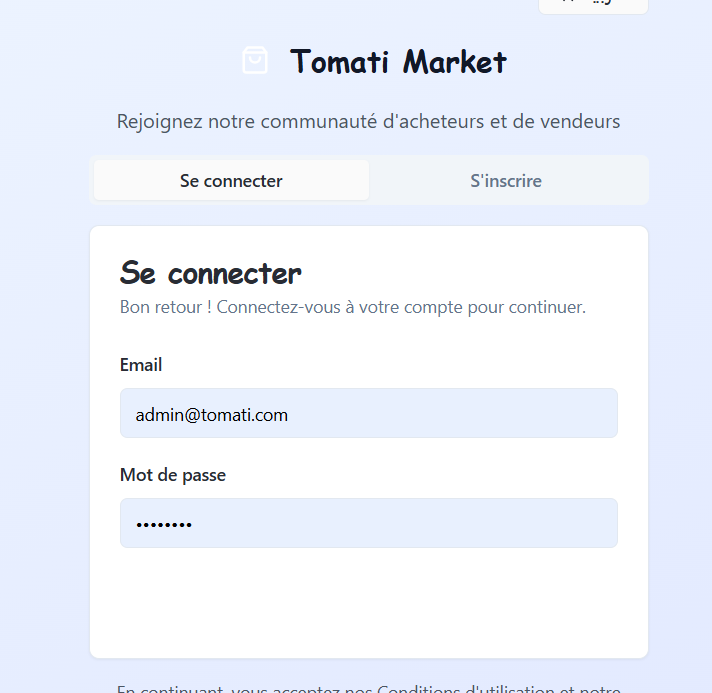 Tomati Market
Rejoignez notre communauté d'acheteurs et de vendeurs
Se connecter
S'inscrire
Se connecter
Bon retour ! Connectez-vous à votre compte pour continuer.
Email
admin@tomati.com
Mot de passe
••••••••
En continuant, vous acceptez nos Conditions d'utilisation et notre